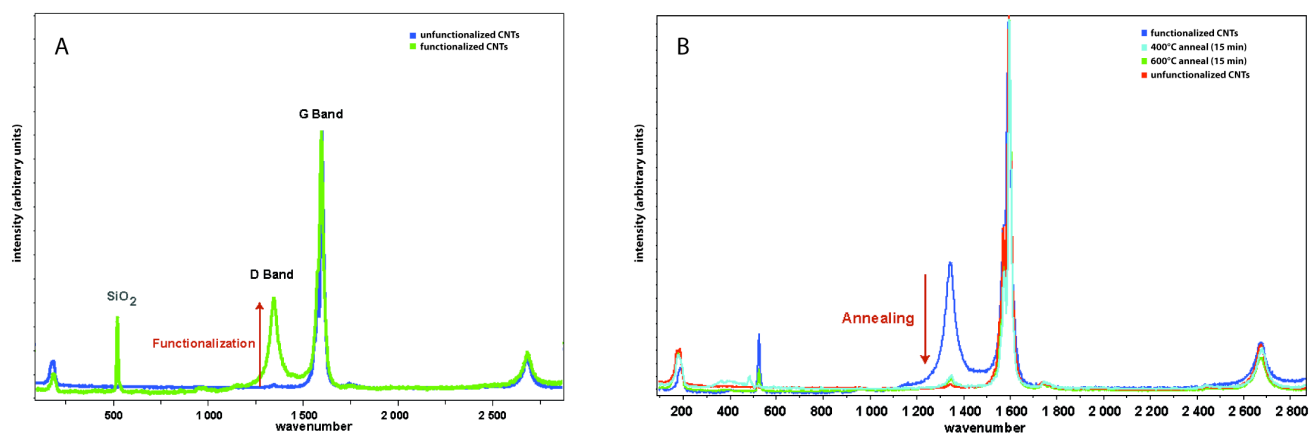 A
unfunctionalized CNTs
functionalized CNTs
G Band
D Band
SiO2
Functionalization
intensity (arbitrary units)
500
1 000
1 500
2 000
2 500
wavenumber
B
functionalized CNTs
400°C anneal (15 min)
600°C anneal (15 min)
unfunctionalized CNTs
Annealing
intensity (arbitrary units)
200
400
600
800
1 000
1 200
1 400
1 600
1 800
2 000
2 200
2 400
2 600
2 800
wavenumber